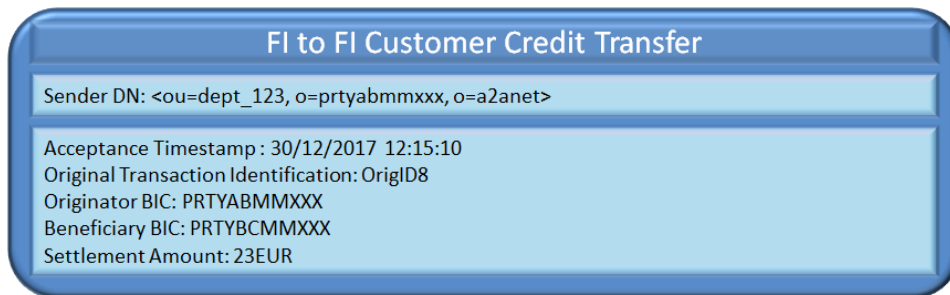 FI to FI Customer Credit Transfer
Sender DN: <ou=dept_123, o=prtyabmmxxx, o=a2anet>
Acceptance Timestamp : 30/12/2017 12:15:10
Original Transaction Identification: OrigID8
Originator BIC: PRTYABMMXXX
Beneficiary BIC: PRTYBCMMXXX
Settlement Amount: 23EUR